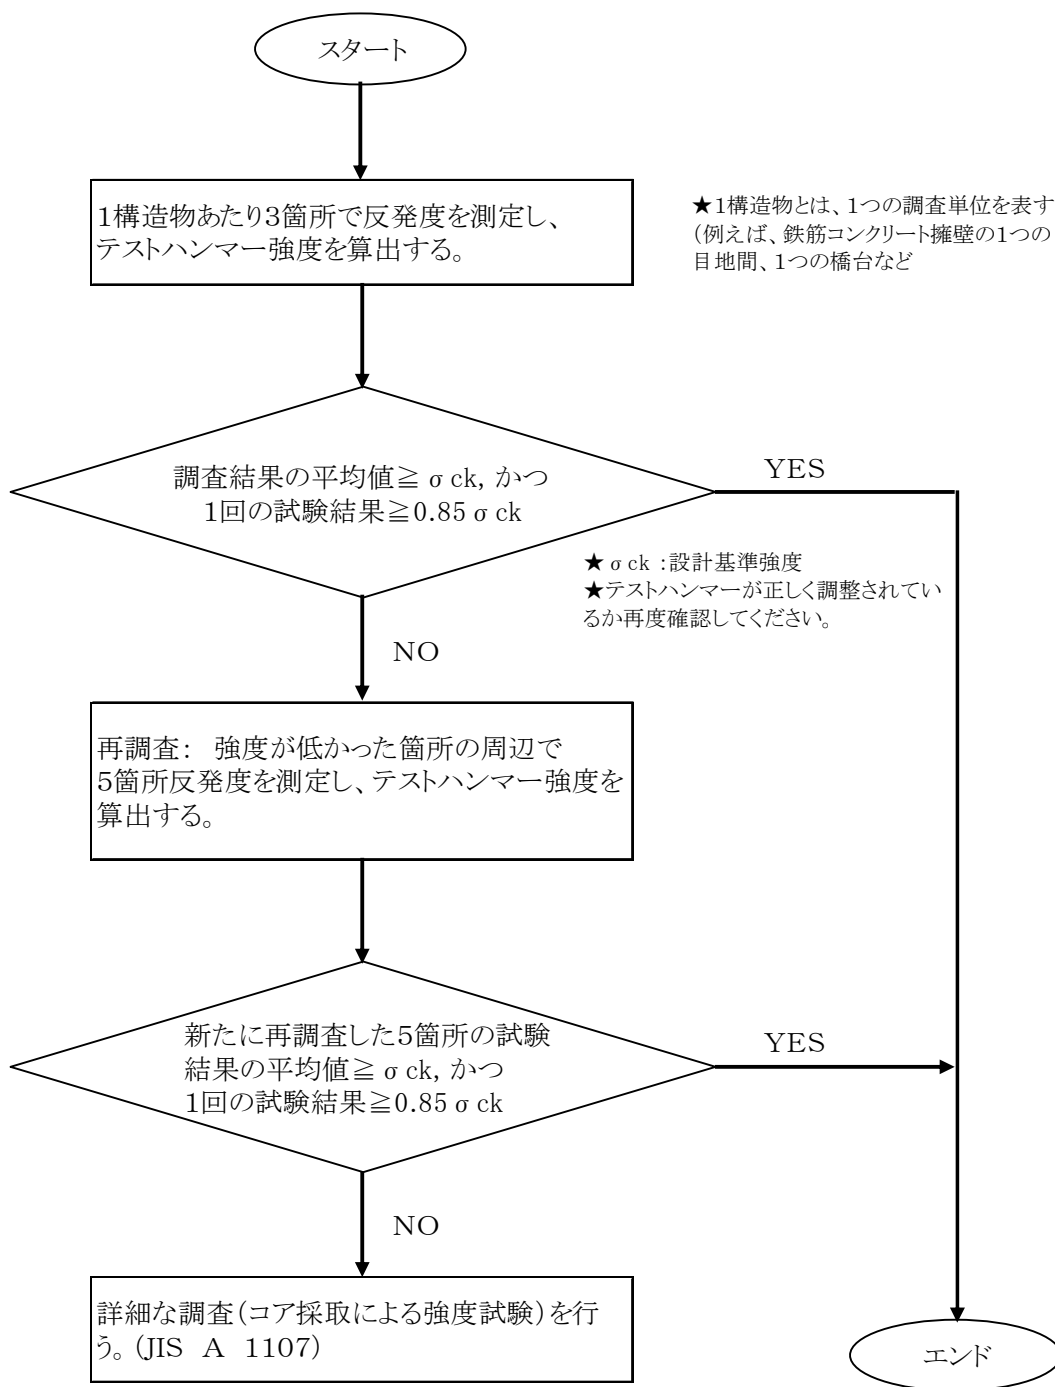 スタート
1構造物あたり3箇所で反発度を測定し、
テストハンマー強度を算出する。
★1構造物とは、1つの調査単位を表す
(例えば、鉄筋コンクリート擁壁の1つの
目地間、1つの橋台など
調査結果の平均値≧σck, かつ
1回の試験結果≧0.85σck
YES
★σck :設計基準強度
★テストハンマーが正しく調整されてい
るか再度確認してください。
NO
再調査: 強度が低かった箇所の周辺で
5箇所反発度を測定し、テストハンマー強度を
算出する。
新たに再調査した5箇所の試験
結果の平均値≧σck, かつ
1回の試験結果≧0.85σck
YES
NO
詳細な調査(コア採取による強度試験)を行
う。(JIS A 1107)
エンド